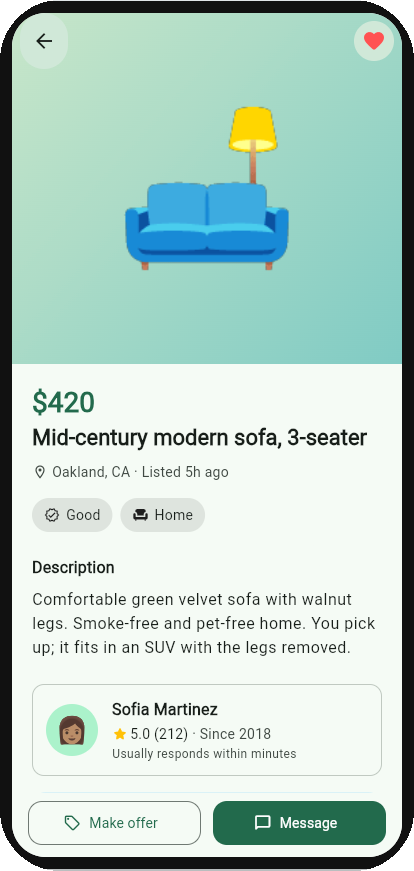 $420
Mid-century modern sofa, 3-seater
Oakland, CA · Listed 5h ago
Good
Home
Description
Comfortable green velvet sofa with walnut
legs. Smoke-free and pet-free home. You pick
up; it fits in an SUV with the legs removed.
Sofia Martinez
5.0 (212) · Since 2018
Usually responds within minutes
Make offer
Message